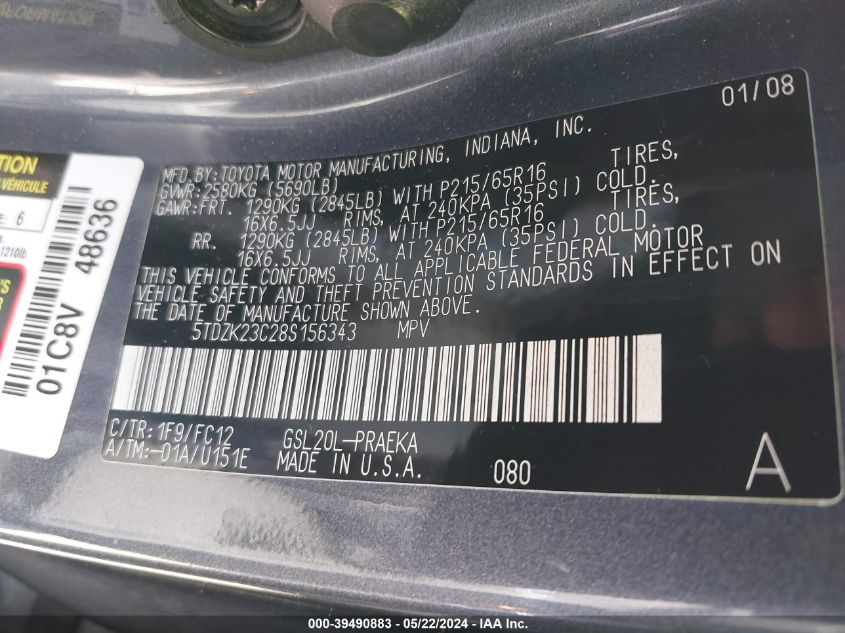 01/08
MFD.BY:TOYOTA MOTOR MANUFACTURING, INDIANA, INC.
GVWR:2580KG (5690LB)
GAWR:FRT. 1290KG (2845LB) WITH P215/65R16 TIRES,
16X6.5JJ RIMS, AT 240KPA (35PSI) COLD.
RR. 1290KG (2845LB) WITH P215/65R16 TIRES,
16X6.5JJ RIMS, AT 240KPA (35PSI) COLD.
THIS VEHICLE CONFORMS TO ALL APPLICABLE FEDERAL MOTOR
VEHICLE SAFETY AND THEFT PREVENTION STANDARDS IN EFFECT ON
THE DATE OF MANUFACTURE SHOWN ABOVE.
5TDZK23C28S156343 MPV
C/TR: 1F9/FC12 GSL20L-PRAEKA
A/TM:-01A/U151E MADE IN U.S.A. 080 A
TION
VÉHICULE
: 6
1210lb.
01C8V 48636
000-39490883 - 05/22/2024 - IAA Inc.